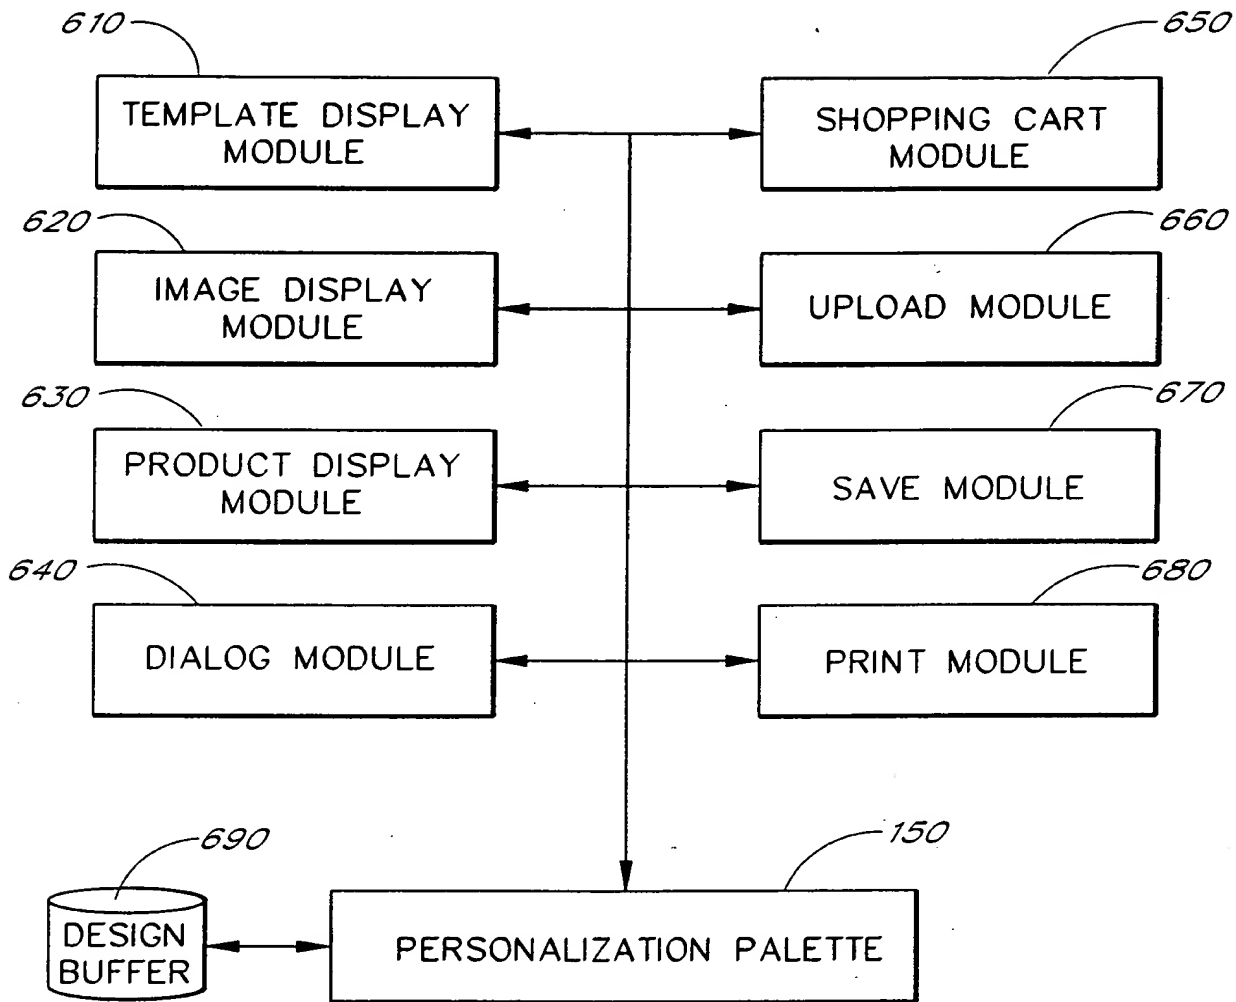 610
TEMPLATE DISPLAY
MODULE
650
SHOPPING CART
MODULE
620
IMAGE DISPLAY
MODULE
660
UPLOAD MODULE
630
PRODUCT DISPLAY
MODULE
670
SAVE MODULE
640
DIALOG MODULE
680
PRINT MODULE
690
DESIGN
BUFFER
150
PERSONALIZATION PALETTE